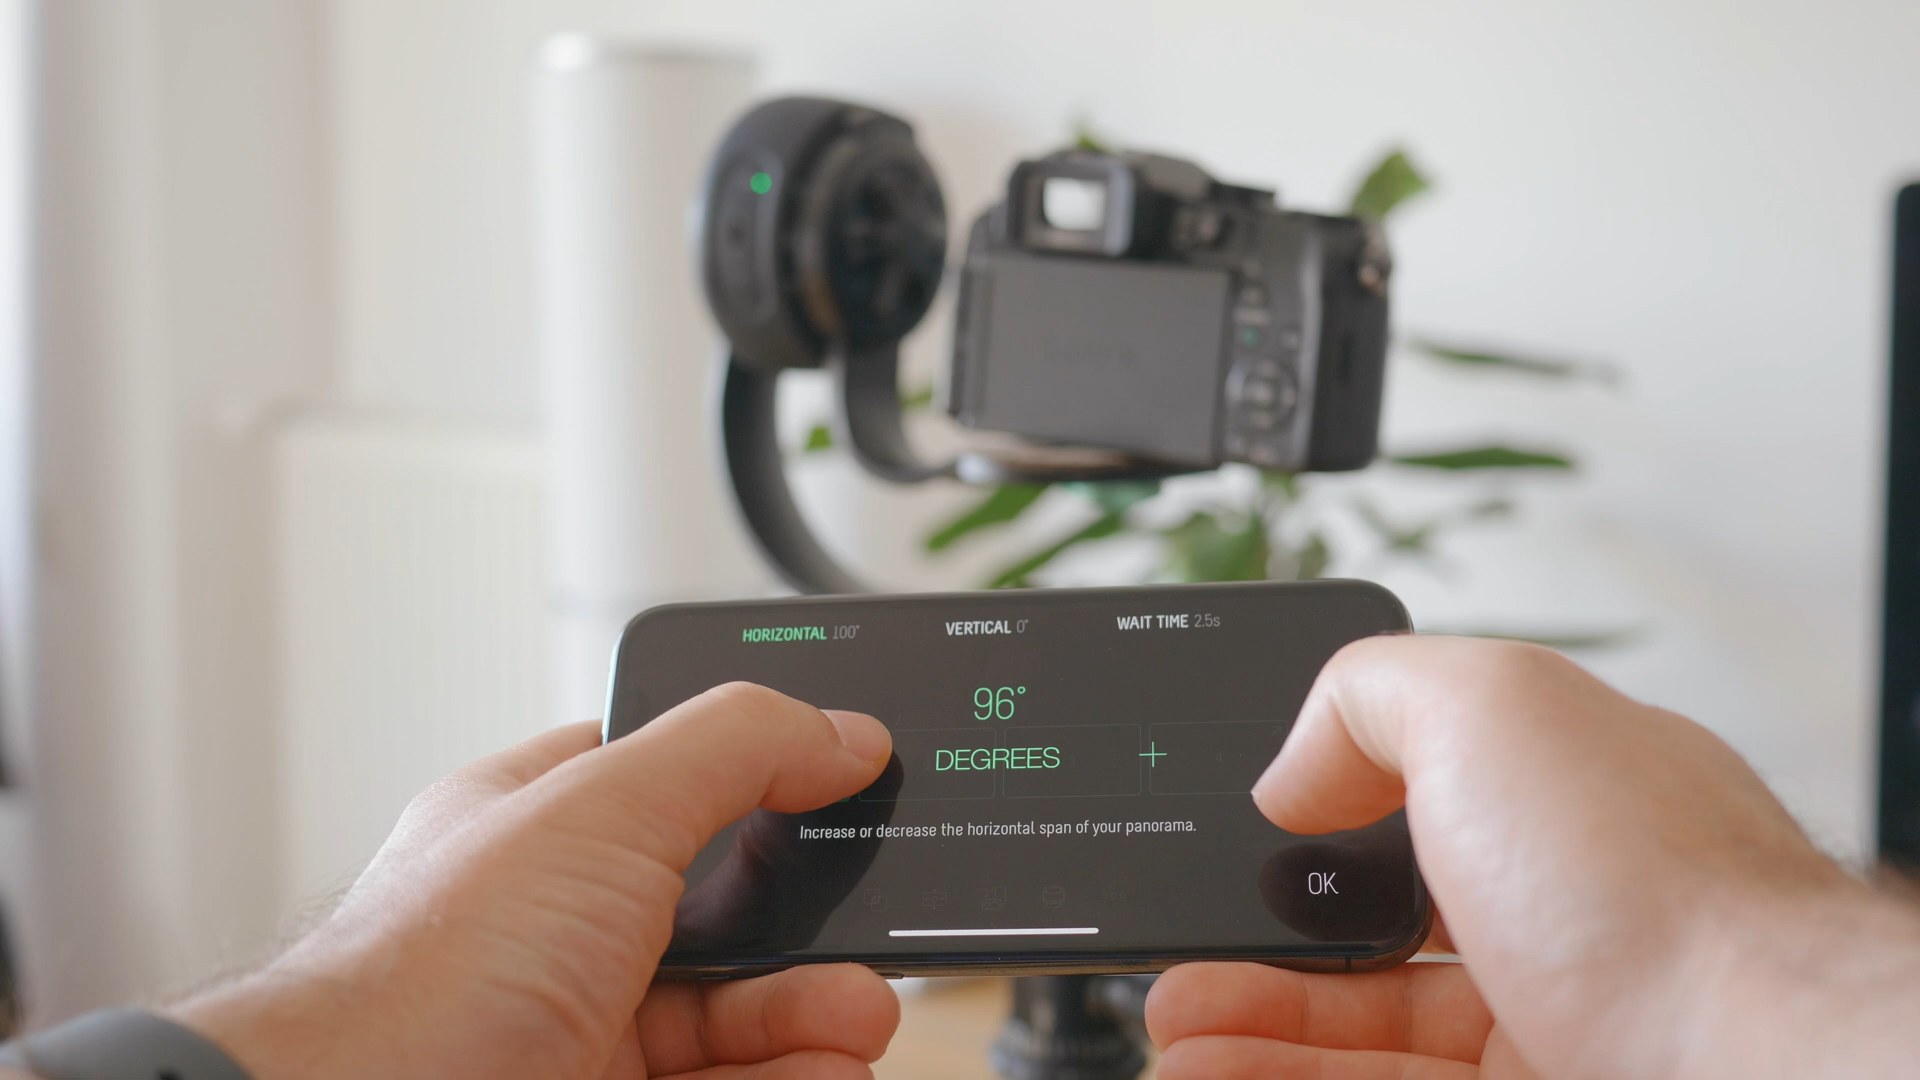 HORIZONTAL 100° VERTICAL 0° WAIT TIME 2.5s
96°
DEGREES +
Increase or decrease the horizontal span of your panorama.
OK